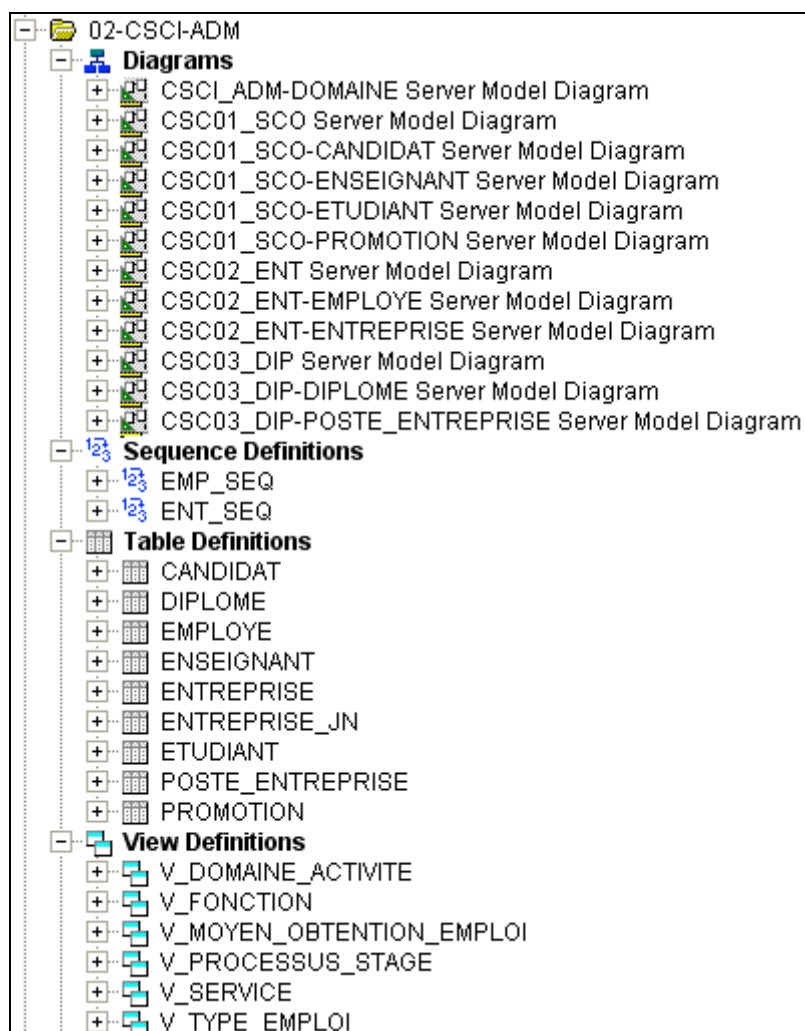 02-CSCI-ADM
Diagrams
CSCI_ADM-DOMAINE Server Model Diagram
CSC01_SCO Server Model Diagram
CSC01_SCO-CANDIDAT Server Model Diagram
CSC01_SCO-ENSEIGNANT Server Model Diagram
CSC01_SCO-ETUDIANT Server Model Diagram
CSC01_SCO-PROMOTION Server Model Diagram
CSC02_ENT Server Model Diagram
CSC02_ENT-EMPLOYE Server Model Diagram
CSC02_ENT-ENTREPRISE Server Model Diagram
CSC03_DIP Server Model Diagram
CSC03_DIP-DIPLOME Server Model Diagram
CSC03_DIP-POSTE_ENTREPRISE Server Model Diagram
Sequence Definitions
EMP_SEQ
ENT_SEQ
Table Definitions
CANDIDAT
DIPLOME
EMPLOYE
ENSEIGNANT
ENTREPRISE
ENTREPRISE_JN
ETUDIANT
POSTE_ENTREPRISE
PROMOTION
View Definitions
V_DOMAINE_ACTIVITE
V_FONCTION
V_MOYEN_OBTENTION_EMPLOI
V_PROCESSUS_STAGE
V_SERVICE
V_TYPE_EMPLOI